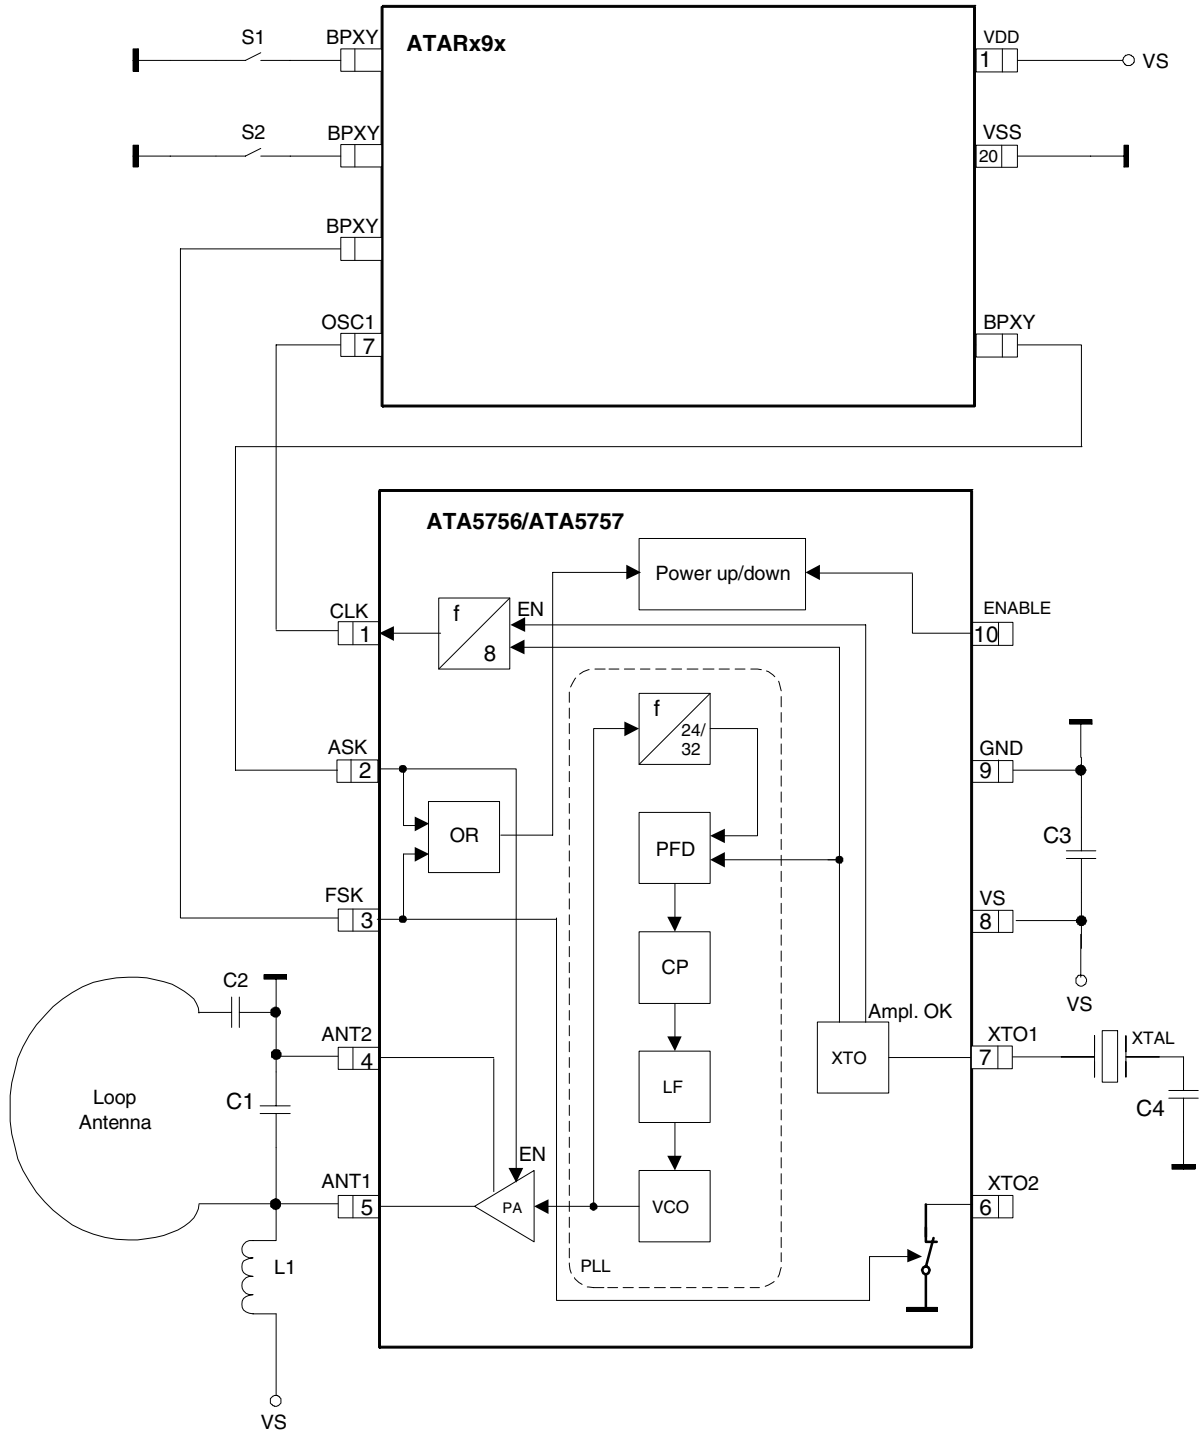 S1
BPXY
ATARx9x
VDD
1
VS
S2
BPXY
VSS
20
BPXY
OSC1
7
BPXY
ATA5756/ATA5757
Power up/down
CLK
1
f
8
EN
ENABLE
10
f
24/
32
ASK
2
GND
9
OR
PFD
C3
FSK
3
VS
8
CP
C2
VS
Ampl. OK
ANT2
4
XTO
XTO1
7
XTAL
Loop
Antenna
C1
LF
C4
EN
ANT1
5
PA
VCO
XTO2
6
L1
PLL
VS